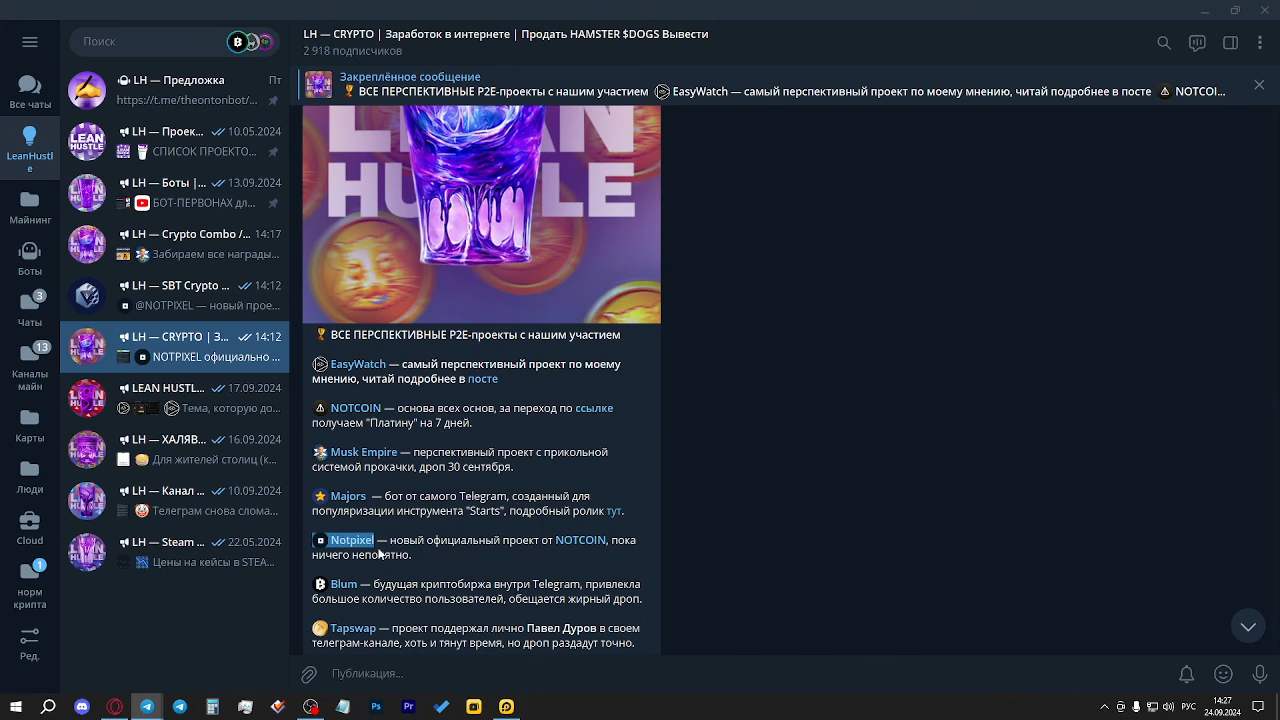 Поиск
LH — CRYPTO | Заработок в интернете | Продать HAMSTER $DOGS Вывести
2 918 подписчиков
Закреплённое сообщение
ВСЕ ПЕРСПЕКТИВНЫЕ P2E-проекты с нашим участием EasyWatch — самый перспективный проект по моему мнению, читай подробнее в посте NOTCOI...
Все чаты
LeanHustl
e
Майнинг
Боты
3
Чаты
13
Каналы
майн
Карты
Люди
Cloud
1
норм
крипта
Ред.
LH — Предложка Пт
https://t.me/theontonbot/...
LH — Проек... 10.05.2024
СПИСОК ПРОЕКТО...
LH — Боты |... 13.09.2024
БОТ-ПЕРВОНАХ дл...
LH — Crypto Combo /... 14:17
Забираем все награды...
LH — SBT Crypto ... 14:12
@NOTPIXEL — новый прое...
LH — CRYPTO | З... 14:12
NOTPIXEL официально ...
LEAN HUSTL... 17.09.2024
Тема, которую до...
LH — ХАЛЯВ... 16.09.2024
Для жителей столиц (к...
LH — Канал ... 10.09.2024
Телеграм снова слома...
LH — Steam ... 22.05.2024
Цены на кейсы в STEA...
LEAN
HUSTLE
ВСЕ ПЕРСПЕКТИВНЫЕ P2E-проекты с нашим участием
EasyWatch — самый перспективный проект по моему
мнению, читай подробнее в посте
NOTCOIN — основа всех основ, за переход по ссылке
получаем "Платину" на 7 дней.
Musk Empire — перспективный проект с прикольной
системой прокачки, дроп 30 сентября.
Majors — бот от самого Telegram, созданный для
популяризации инструмента "Starts", подробный ролик тут.
Notpixel — новый официальный проект от NOTCOIN, пока
ничего непонятно.
Blum — будущая криптобиржа внутри Telegram, привлекла
большое количество пользователей, обещается жирный дроп.
Tapswap — проект поддержал лично Павел Дуров в своем
телеграм-канале, хоть и тянут время, но дроп раздадут точно.
Публикация...
РУС
14:27
24.09.2024